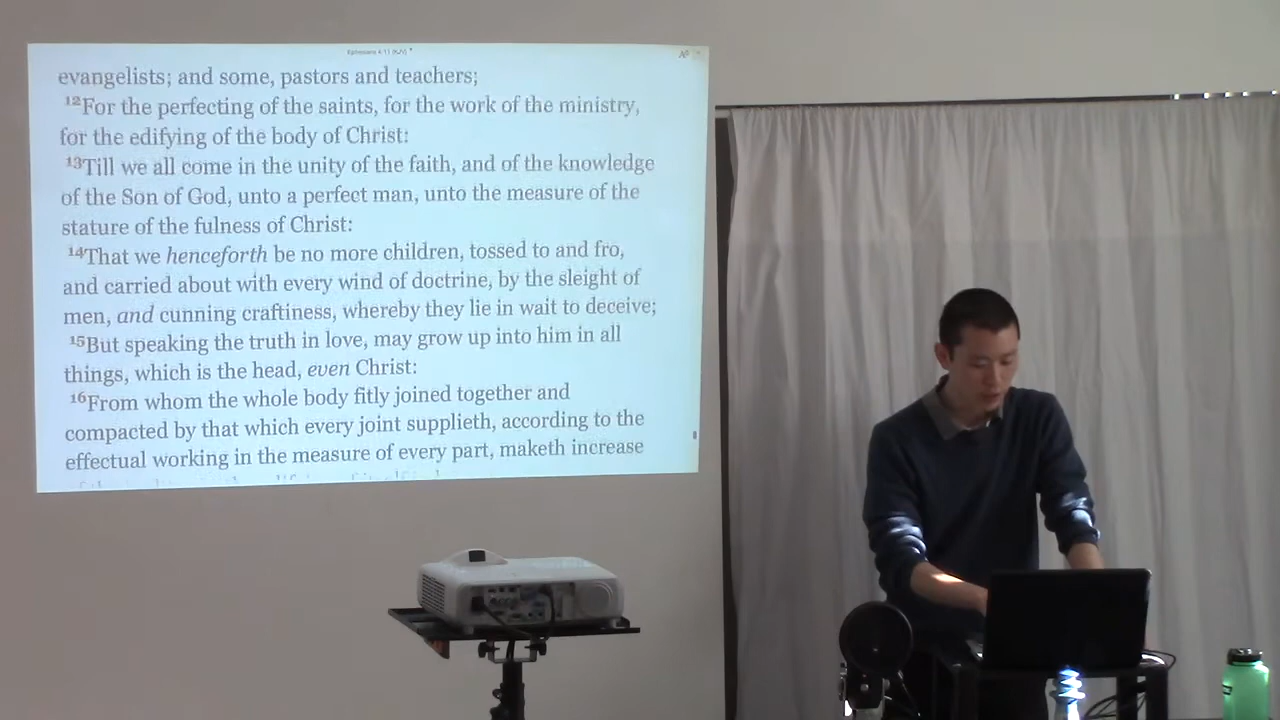 Ephesians 4:11 (KJV)
evangelists; and some, pastors and teachers;
12For the perfecting of the saints, for the work of the ministry,
for the edifying of the body of Christ:
13Till we all come in the unity of the faith, and of the knowledge
of the Son of God, unto a perfect man, unto the measure of the
stature of the fulness of Christ:
14That we henceforth be no more children, tossed to and fro,
and carried about with every wind of doctrine, by the sleight of
men, and cunning craftiness, whereby they lie in wait to deceive;
15But speaking the truth in love, may grow up into him in all
things, which is the head, even Christ:
16From whom the whole body fitly joined together and
compacted by that which every joint supplieth, according to the
effectual working in the measure of every part, maketh increase